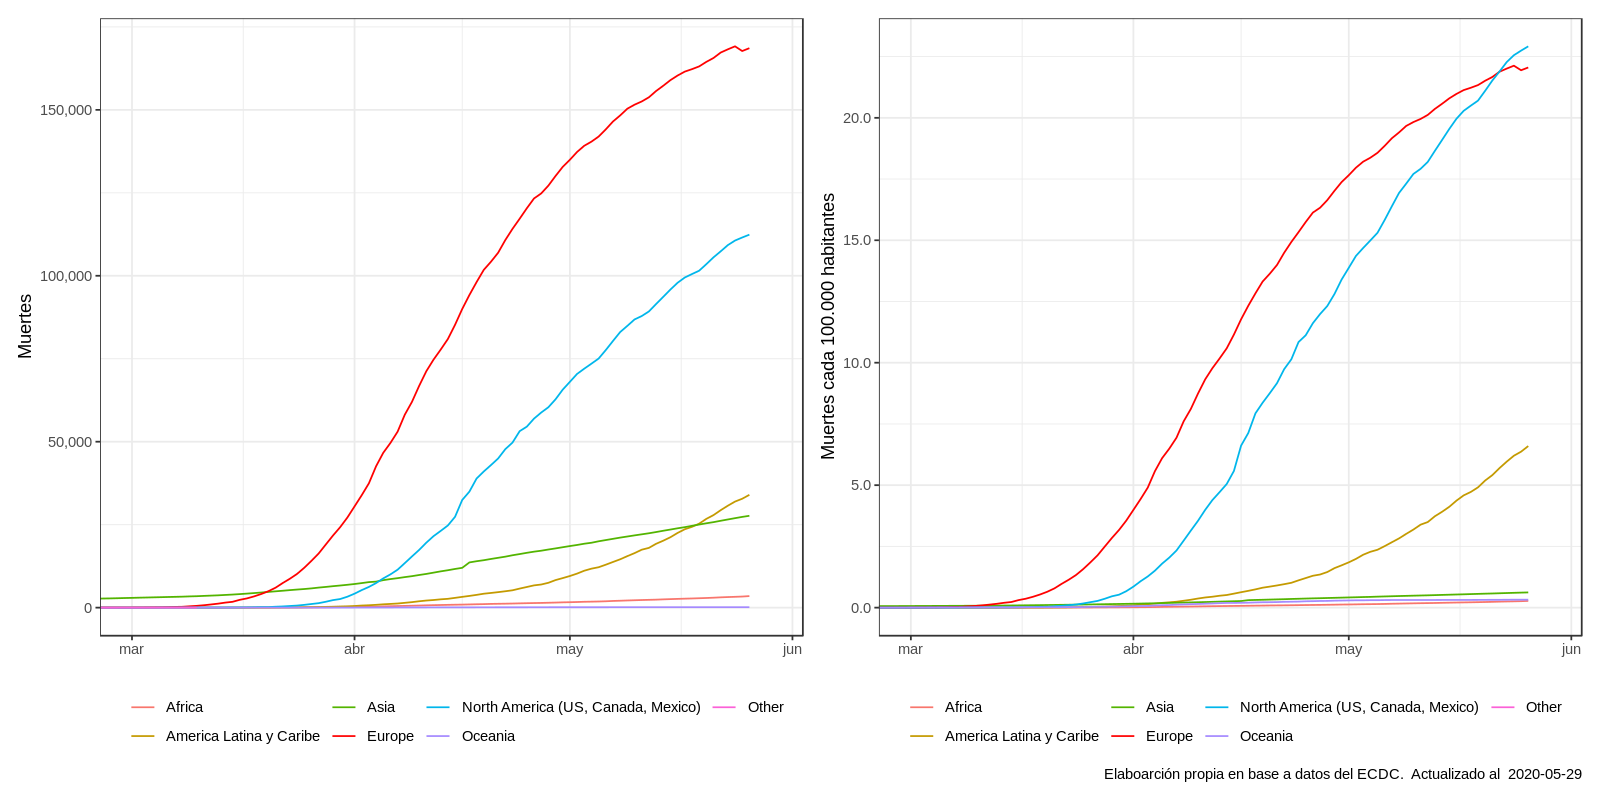 Muertes
150,000
100,000
50,000
0
mar
abr
may
jun
Muertes cada 100.000 habitantes
20.0
15.0
10.0
5.0
0.0
mar
abr
may
jun
Africa
Asia
North America (US, Canada, Mexico)
Other
America Latina y Caribe
Europe
Oceania
Africa
Asia
North America (US, Canada, Mexico)
Other
America Latina y Caribe
Europe
Oceania
Elaboarción propia en base a datos del ECDC.  Actualizado al  2020-05-29